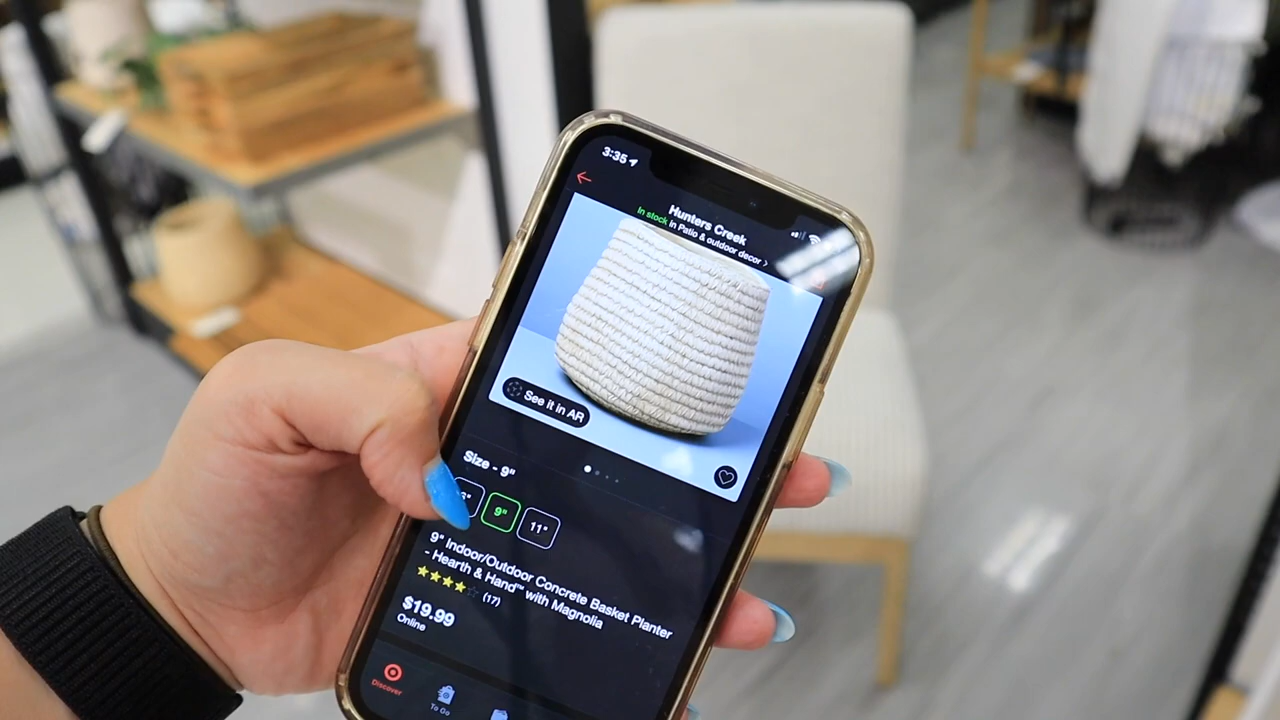 3:35
Hunters Creek
In stock in Patio & outdoor decor >
See it in AR
Size - 9"
9"
11"
9" Indoor/Outdoor Concrete Basket Planter
- Hearth & Hand™ with Magnolia
(17)
$19.99
Online
Discover
To Go